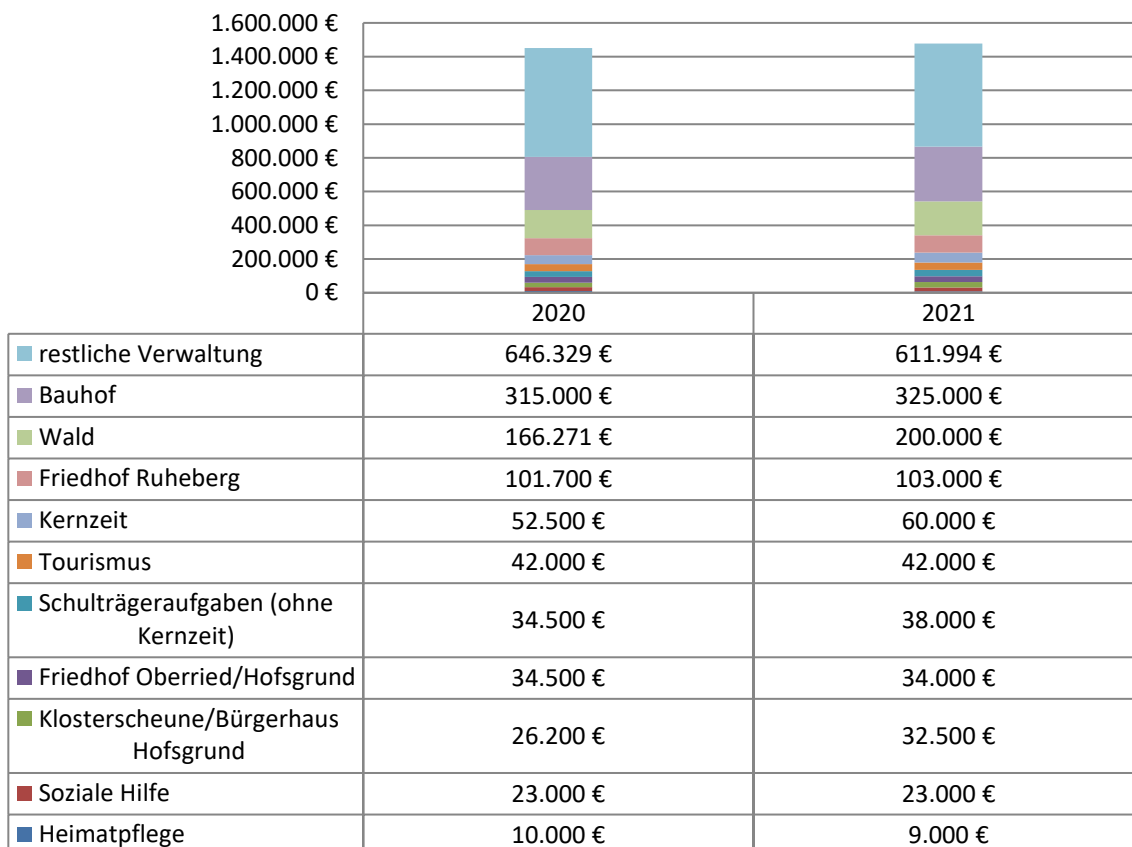 1.600.000 €
1.400.000 €
1.200.000 €
1.000.000 €
800.000 €
600.000 €
400.000 €
200.000 €
0 €
2020 2021
restliche Verwaltung 646.329 € 611.994 €
Bauhof 315.000 € 325.000 €
Wald 166.271 € 200.000 €
Friedhof Ruheberg 101.700 € 103.000 €
Kernzeit 52.500 € 60.000 €
Tourismus 42.000 € 42.000 €
Schulträgeraufgaben (ohne
Kernzeit) 34.500 € 38.000 €
Friedhof Oberried/Hofsgrund 34.500 € 34.000 €
Klosterscheune/Bürgerhaus
Hofsgrund 26.200 € 32.500 €
Soziale Hilfe 23.000 € 23.000 €
Heimatpflege 10.000 € 9.000 €